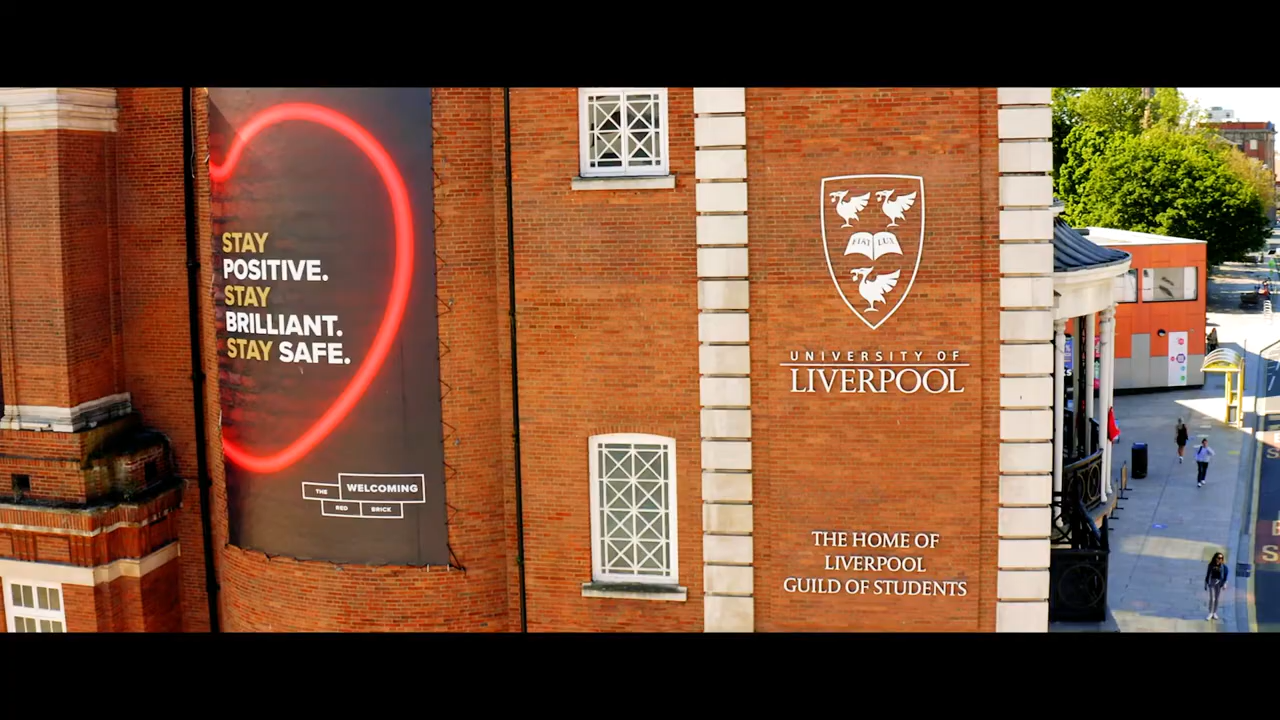 STAY
POSITIVE.
STAY
BRILLIANT.
STAY SAFE.
THE WELCOMING
RED BRICK
FIAT LUX
UNIVERSITY OF
LIVERPOOL
THE HOME OF
LIVERPOOL
GUILD OF STUDENTS